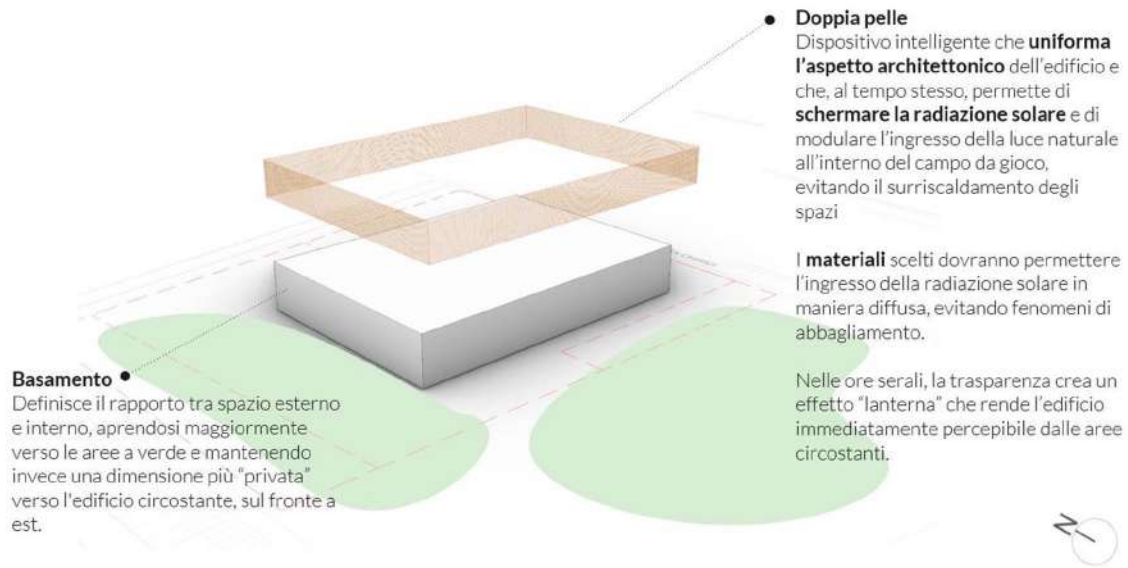 Doppia pelle
Dispositivo intelligente che uniforma
l'aspetto architettonico dell'edificio e
che, al tempo stesso, permette di
schermare la radiazione solare e di
modulare l'ingresso della luce naturale
all'interno del campo da gioco,
evitando il surriscaldamento degli
spazi
I materiali scelti dovranno permettere
l'ingresso della radiazione solare in
maniera diffusa, evitando fenomeni di
abbagliamento.
Nelle ore serali, la trasparenza crea un
effetto "lanterna" che rende l'edificio
immediatamente percepibile dalle aree
circostanti.
Basamento
Definisce il rapporto tra spazio esterno
e interno, aprendosi maggiormente
verso le aree a verde e mantenendo
invece una dimensione più "privata"
verso l'edificio circostante, sul fronte a
est.
N